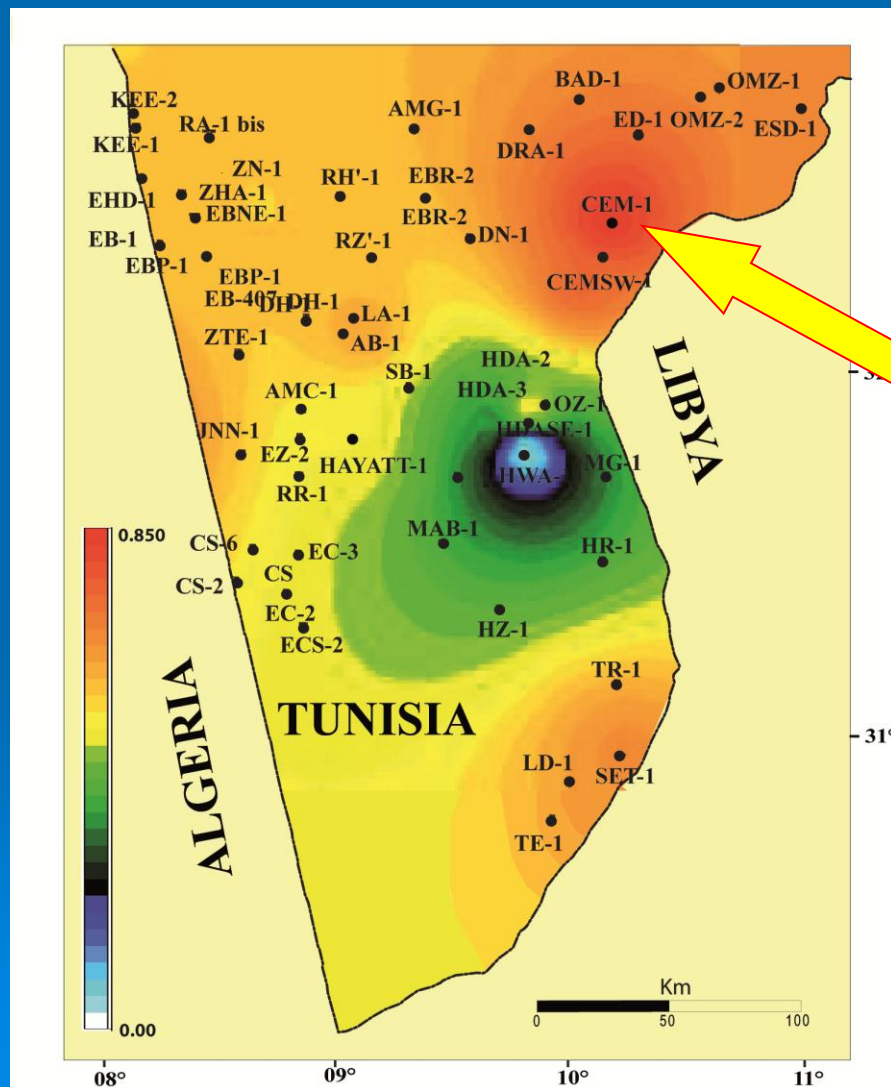 BAD-1
OMZ-1
KEE-2
AMG-1
ED-1
OMZ-2
ESD-1
RA-1 bis
DRA-1
KEE-1
ZN-1
RH'-1
EBR-2
EHD-1
ZHA-1
CEM-1
EBNE-1
EBR-2
DN-1
EB-1
RZ'-1
EBP-1
EBP-1
CEMSW-1
EB-407
DH-1
DH-1
LA-1
ZTE-1
AB-1
HDA-2
SB-1
HDA-3
AMC-1
OZ-1
LIBYA
JNN-1
HDASE-1
EZ-2
HAYATT-1
HWA-
MG-1
RR-1
0.850
MAB-1
CS-6
EC-3
HR-1
CS-2
CS
EC-2
HZ-1
ECS-2
TR-1
TUNISIA
31°
ALGERIA
LD-1
SET-1
TE-1
Km
0.00
0 50 100
08° 09° 10° 11°